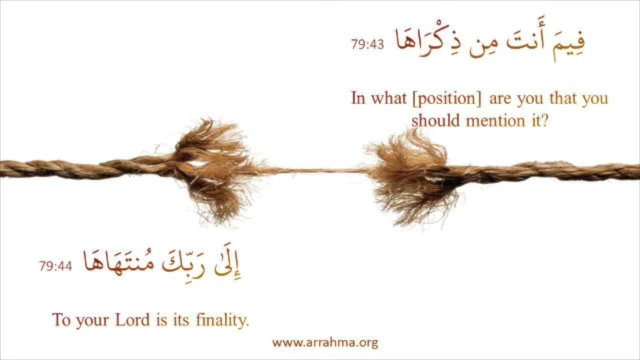 79:43 فِيمَ أَنتَ مِن ذِكْرَاهَا
In what [position] are you that you
should mention it?
79:44 إِلَىٰ رَبِّكَ مُنتَهَاهَا
To your Lord is its finality.
www.arrahma.org